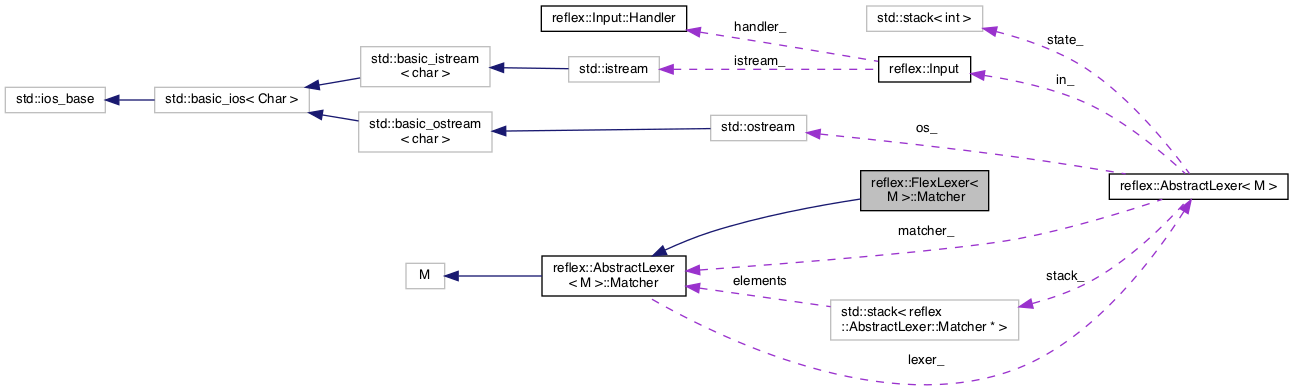 reflex::Input::Handler
std::stack< int >
handler_
state_
std::basic_istream
< char >
istream_
std::istream
reflex::Input
in_
std::ios_base
std::basic_ios< Char >
std::basic_ostream
< char >
std::ostream
os_
reflex::FlexLexer<
M >::Matcher
reflex::AbstractLexer< M >
matcher_
M
reflex::AbstractLexer
< M >::Matcher
elements
stack_
std::stack< reflex
::AbstractLexer::Matcher * >
lexer_